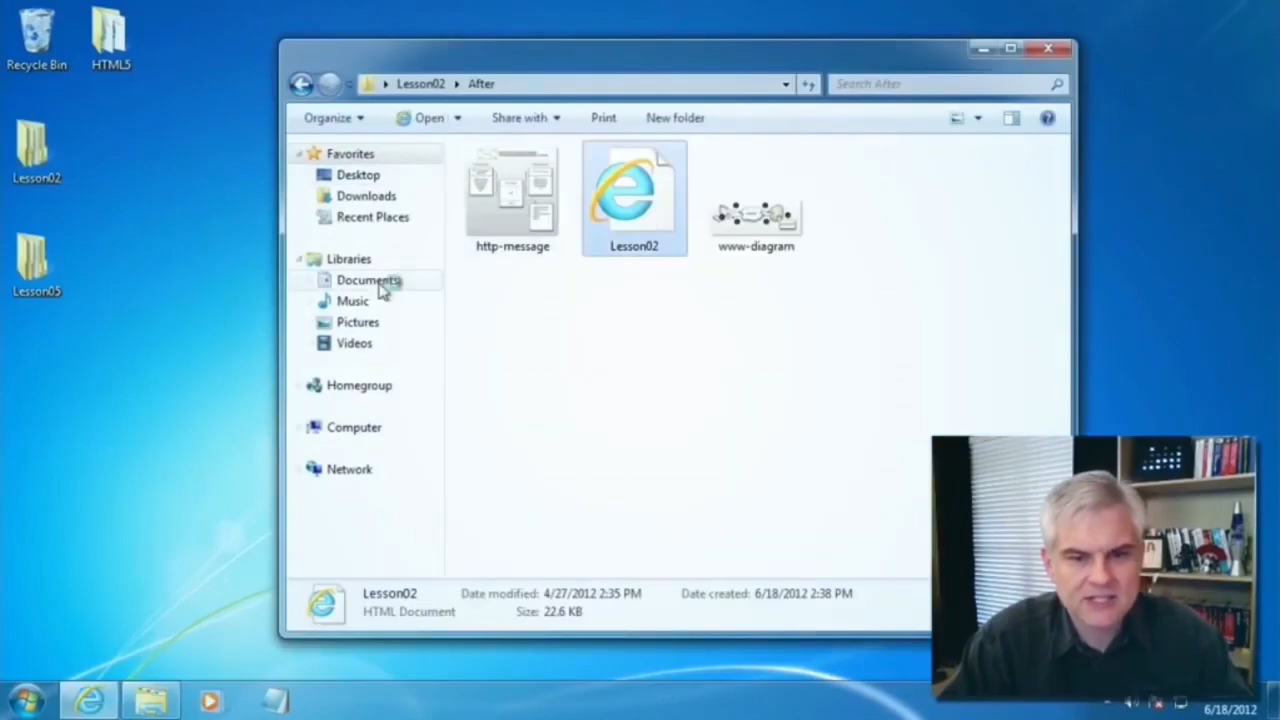 Recycle Bin
HTML5
Lesson02
Lesson05
Lesson02
After
Search After
Organize
Open
Share with
Print
New folder
Favorites
Desktop
Downloads
Recent Places
Libraries
Documents
Music
Pictures
Videos
Homegroup
Computer
Network
http-message
Lesson02
www-diagram
Lesson02
Date modified: 4/27/2012 2:35 PM
Date created: 6/18/2012 2:38 PM
HTML Document
Size: 22.6 KB
6/18/2012